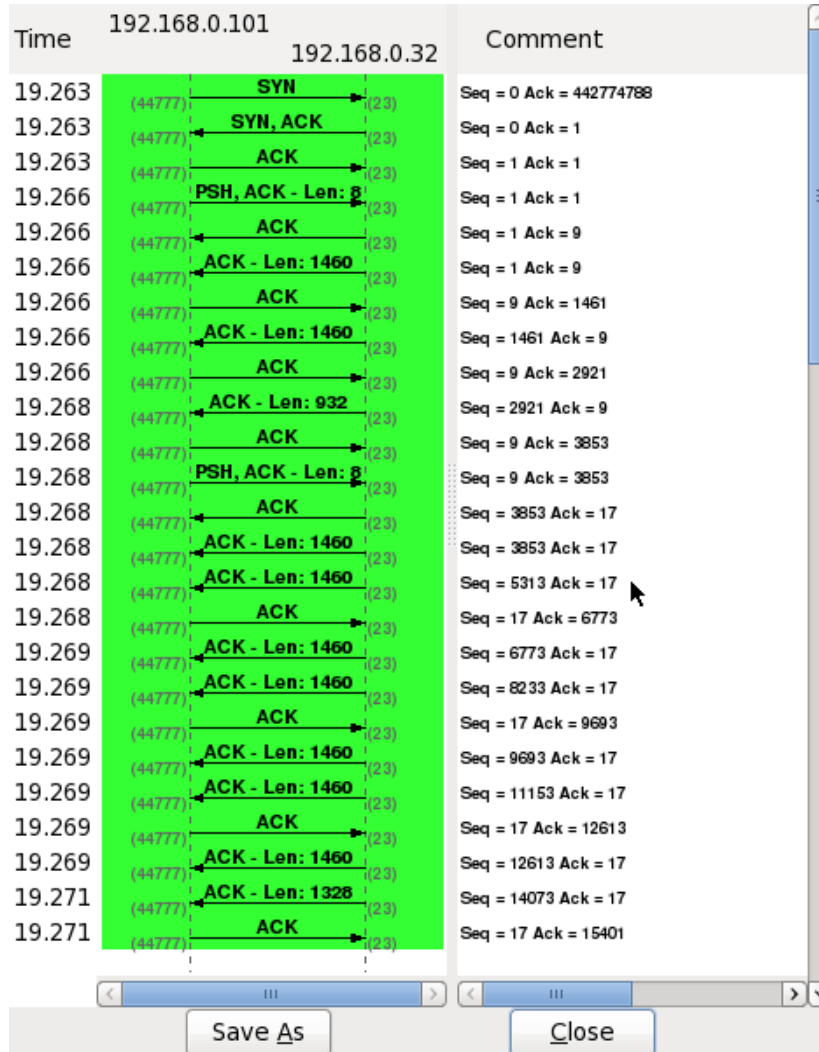 Time 192.168.0.101 192.168.0.32 Comment
19.263 (44777) SYN (23) Seq = 0 Ack = 442774788
19.263 (44777) SYN, ACK (23) Seq = 0 Ack = 1
19.263 (44777) ACK (23) Seq = 1 Ack = 1
19.266 (44777) PSH, ACK - Len: 8 (23) Seq = 1 Ack = 1
19.266 (44777) ACK (23) Seq = 1 Ack = 9
19.266 (44777) ACK - Len: 1460 (23) Seq = 1 Ack = 9
19.266 (44777) ACK (23) Seq = 9 Ack = 1461
19.266 (44777) ACK - Len: 1460 (23) Seq = 1461 Ack = 9
19.266 (44777) ACK (23) Seq = 9 Ack = 2921
19.268 (44777) ACK - Len: 932 (23) Seq = 2921 Ack = 9
19.268 (44777) ACK (23) Seq = 9 Ack = 3853
19.268 (44777) PSH, ACK - Len: 8 (23) Seq = 9 Ack = 3853
19.268 (44777) ACK (23) Seq = 3853 Ack = 17
19.268 (44777) ACK - Len: 1460 (23) Seq = 3853 Ack = 17
19.268 (44777) ACK - Len: 1460 (23) Seq = 5313 Ack = 17
19.268 (44777) ACK (23) Seq = 17 Ack = 6773
19.269 (44777) ACK - Len: 1460 (23) Seq = 6773 Ack = 17
19.269 (44777) ACK - Len: 1460 (23) Seq = 8233 Ack = 17
19.269 (44777) ACK (23) Seq = 17 Ack = 9693
19.269 (44777) ACK - Len: 1460 (23) Seq = 9693 Ack = 17
19.269 (44777) ACK - Len: 1460 (23) Seq = 11153 Ack = 17
19.269 (44777) ACK (23) Seq = 17 Ack = 12613
19.269 (44777) ACK - Len: 1460 (23) Seq = 12613 Ack = 17
19.271 (44777) ACK - Len: 1328 (23) Seq = 14073 Ack = 17
19.271 (44777) ACK (23) Seq = 17 Ack = 15401
Save As Close